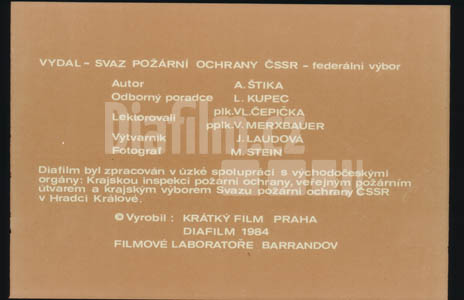 VYDAL – SVAZ POŽÁRNÍ OCHRANY ČSSR – federální výbor
Autor A. ŠTIKA
Odborný poradce L. KUPEC
Lektorovali plk. VL. ČEPIČKA
pplk. V. MERXBAUER
Výtvarník J. LAUDOVÁ
Fotograf M. STEIN
Diafilm byl zpracován v úzké spolupráci s východočeskými
orgány: Krajskou inspekcí požární ochrany, veřejným požárním
útvarem a krajským výborem Svazu požární ochrany ČSSR
v Hradci Králové.
© Vyrobil : KRÁTKÝ FILM PRAHA
DIAFILM 1984
FILMOVÉ LABORATOŘE BARRANDOV